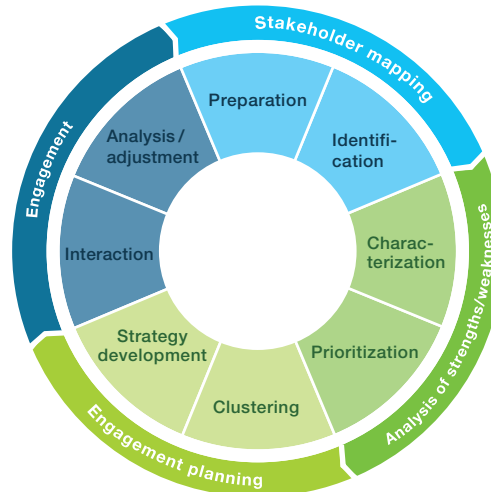 Stakeholder mapping
Preparation
Identifi-
cation
Analysis of strengths/weaknesses
Charac-
terization
Prioritization
Engagement planning
Clustering
Strategy
development
Engagement
Interaction
Analysis /
adjustment